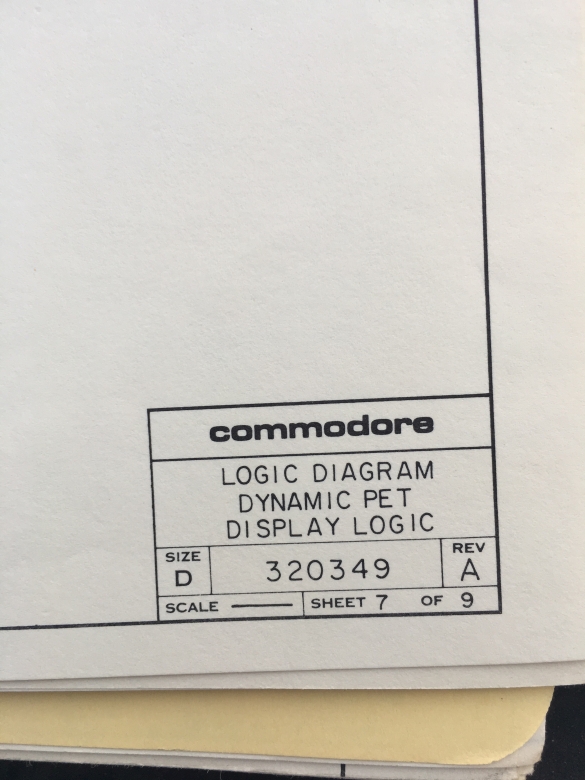 commodore
LOGIC DIAGRAM
DYNAMIC PET
DISPLAY LOGIC
SIZE
D
320349
REV
A
SCALE
SHEET 7 OF 9